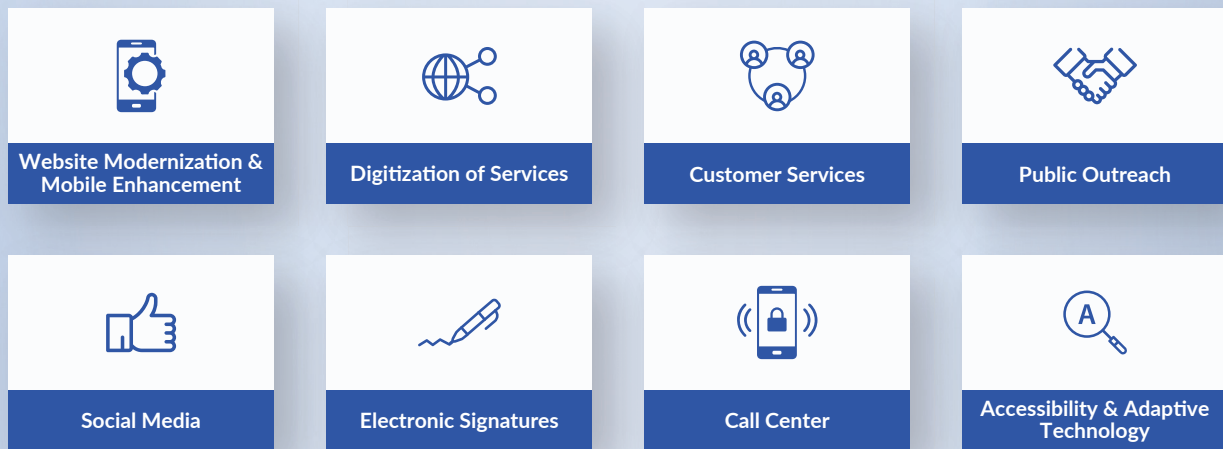 Website Modernization &
Mobile Enhancement
Digitization of Services
Customer Services
Public Outreach
Social Media
Electronic Signatures
Call Center
A
Accessibility & Adaptive
Technology